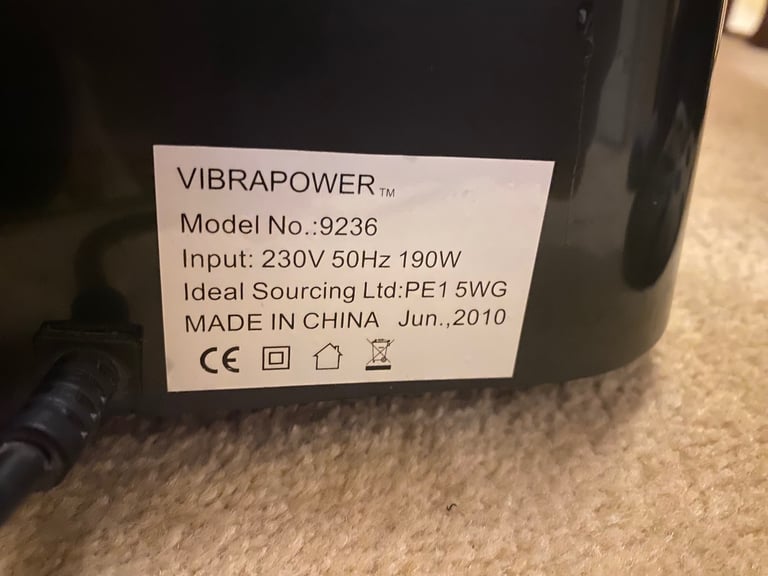 VIBRAPOWER™
Model No.:9236
Input: 230V 50Hz 190W
Ideal Sourcing Ltd:PE1 5WG
MADE IN CHINA Jun.,2010
CE